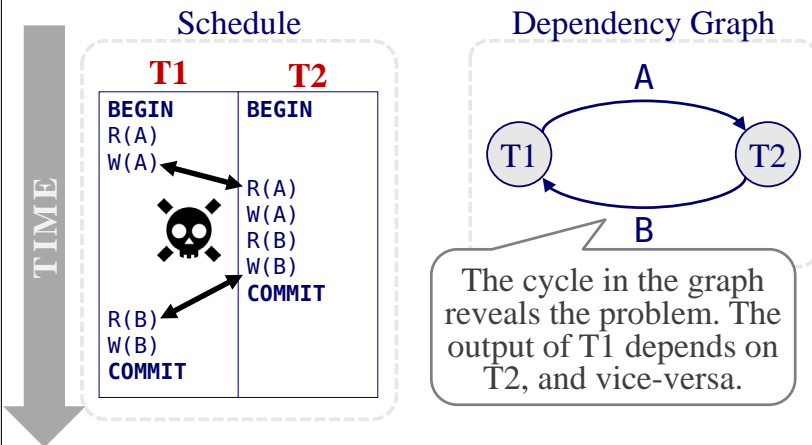 Schedule
Dependency Graph
TIME
T1
T2
BEGIN
R(A)
W(A)
R(B)
W(B)
COMMIT
BEGIN
R(A)
W(A)
R(B)
W(B)
COMMIT
A
T1
T2
B
The cycle in the graph
reveals the problem. The
output of T1 depends on
T2, and vice-versa.